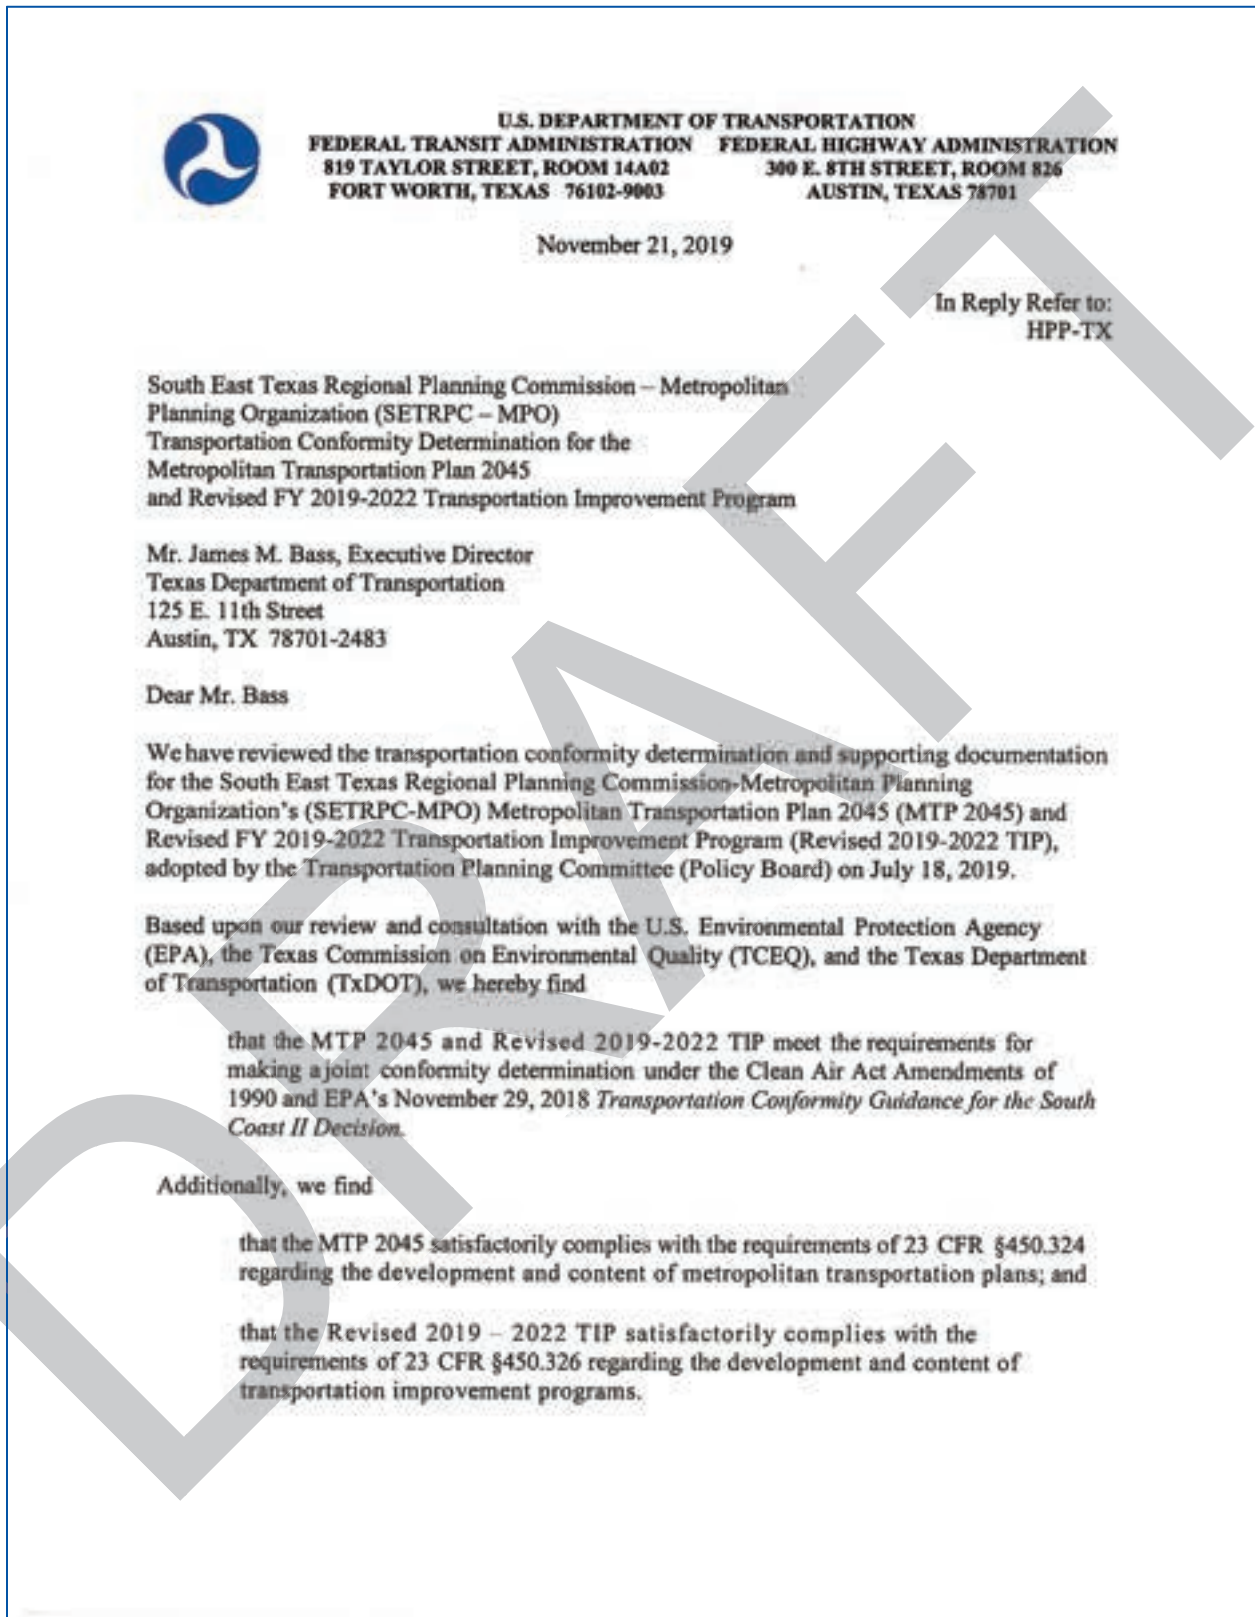 U.S. DEPARTMENT OF TRANSPORTATION
FEDERAL TRANSIT ADMINISTRATION FEDERAL HIGHWAY ADMINISTRATION
819 TAYLOR STREET, ROOM 14A02 300 E. 8TH STREET, ROOM 826
FORT WORTH, TEXAS 76102-9003 AUSTIN, TEXAS 78701
November 21, 2019
In Reply Refer to:
HPP-TX
South East Texas Regional Planning Commission – Metropolitan
Planning Organization (SETRPC – MPO)
Transportation Conformity Determination for the
Metropolitan Transportation Plan 2045
and Revised FY 2019-2022 Transportation Improvement Program
Mr. James M. Bass, Executive Director
Texas Department of Transportation
125 E. 11th Street
Austin, TX 78701-2483
Dear Mr. Bass
We have reviewed the transportation conformity determination and supporting documentation
for the South East Texas Regional Planning Commission-Metropolitan Planning
Organization's (SETRPC-MPO) Metropolitan Transportation Plan 2045 (MTP 2045) and
Revised FY 2019-2022 Transportation Improvement Program (Revised 2019-2022 TIP),
adopted by the Transportation Planning Committee (Policy Board) on July 18, 2019.
Based upon our review and consultation with the U.S. Environmental Protection Agency
(EPA), the Texas Commission on Environmental Quality (TCEQ), and the Texas Department
of Transportation (TxDOT), we hereby find
that the MTP 2045 and Revised 2019-2022 TIP meet the requirements for
making a joint conformity determination under the Clean Air Act Amendments of
1990 and EPA's November 29, 2018 Transportation Conformity Guidance for the South
Coast II Decision.
Additionally, we find
that the MTP 2045 satisfactorily complies with the requirements of 23 CFR §450.324
regarding the development and content of metropolitan transportation plans; and
that the Revised 2019 – 2022 TIP satisfactorily complies with the
requirements of 23 CFR §450.326 regarding the development and content of
transportation improvement programs.
DRAFT